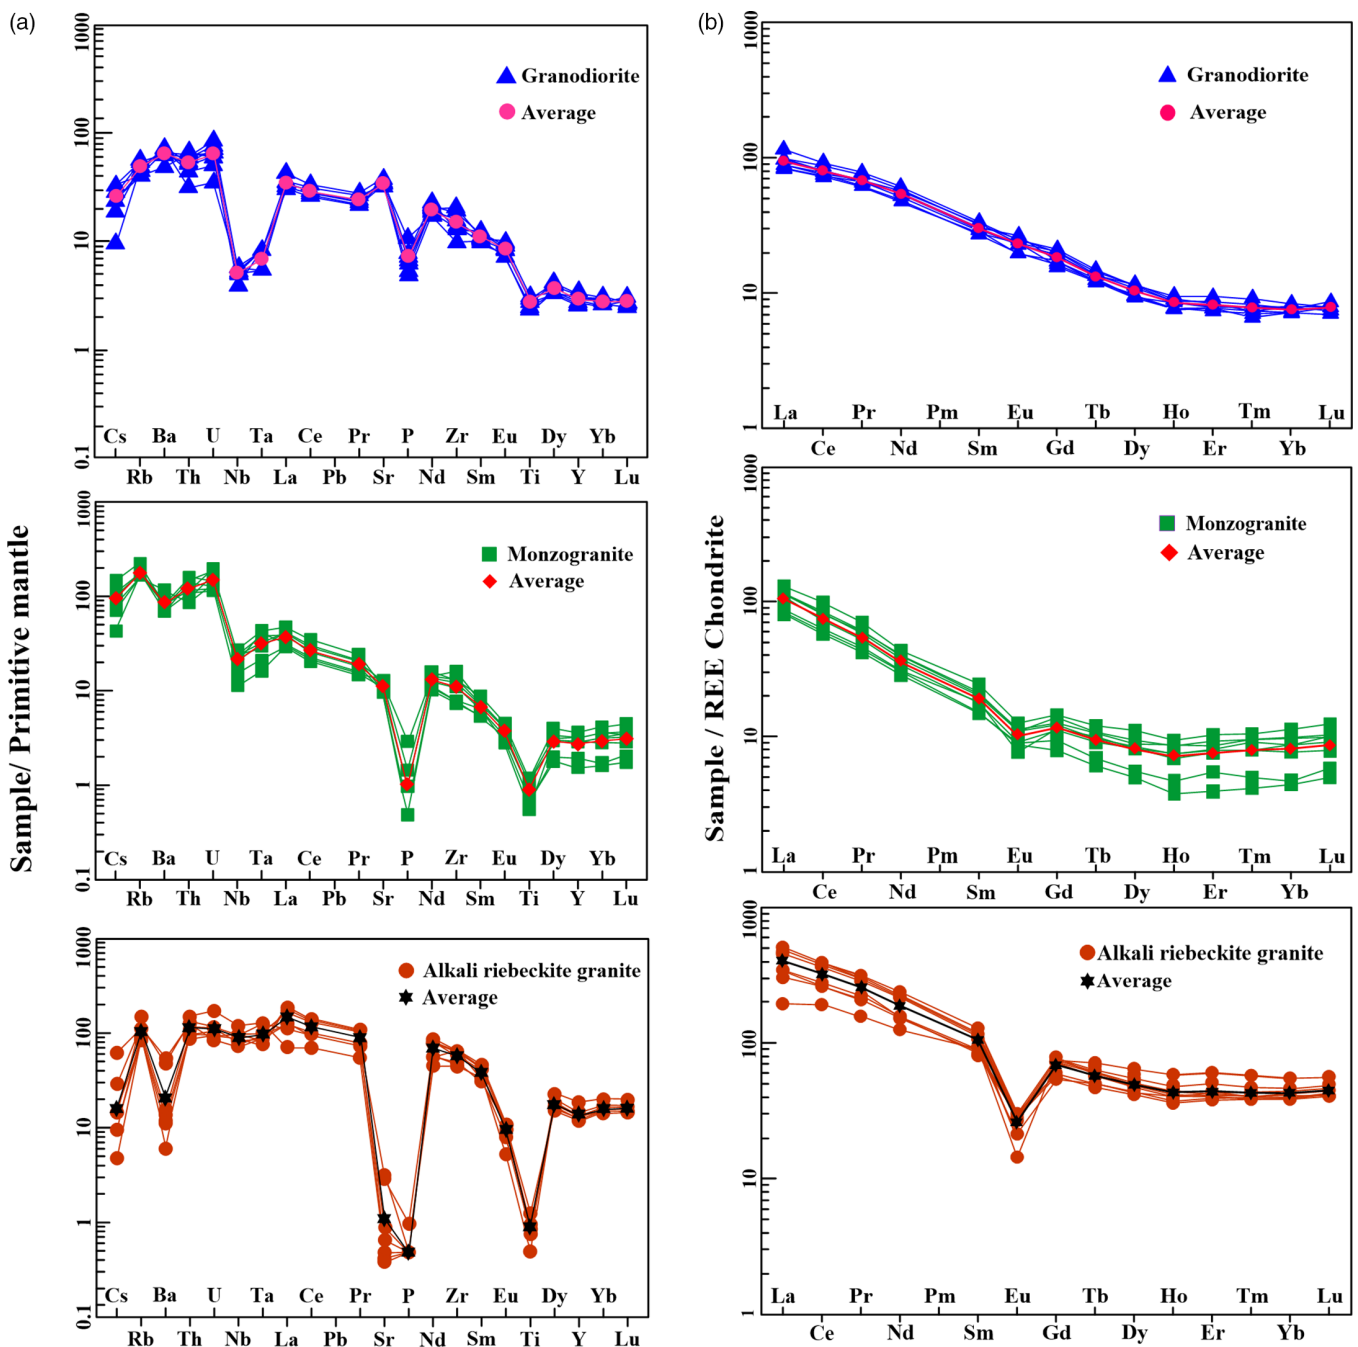 (a)
1000
100
10
1
0.1
Granodiorite
Average
Cs Ba U Ta Ce Pr P Zr Eu Dy Yb
Rb Th Nb La Pb Sr Nd Sm Ti Y Lu
(b)
1000
100
10
1
Granodiorite
Average
La Pr Pm Eu Tb Ho Tm Lu
Ce Nd Sm Gd Dy Er Yb
Sample/ Primitive mantle
1000
100
10
1
0.1
Monzogranite
Average
Cs Ba U Ta Ce Pr P Zr Eu Dy Yb
Rb Th Nb La Pb Sr Nd Sm Ti Y Lu
Sample / REE Chondrite
1000
100
10
1
Monzogranite
Average
La Pr Pm Eu Tb Ho Tm Lu
Ce Nd Sm Gd Dy Er Yb
1000
100
10
1
0.1
Alkali riebeckite granite
Average
Cs Ba U Ta Ce Pr P Zr Eu Dy Yb
Rb Th Nb La Pb Sr Nd Sm Ti Y Lu
1000
100
10
1
Alkali riebeckite granite
Average
La Pr Pm Eu Tb Ho Tm Lu
Ce Nd Sm Gd Dy Er Yb